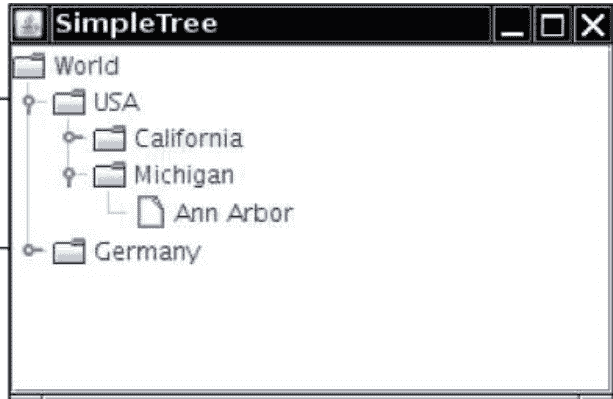 SimpleTree
World
USA
California
Michigan
Ann Arbor
Germany